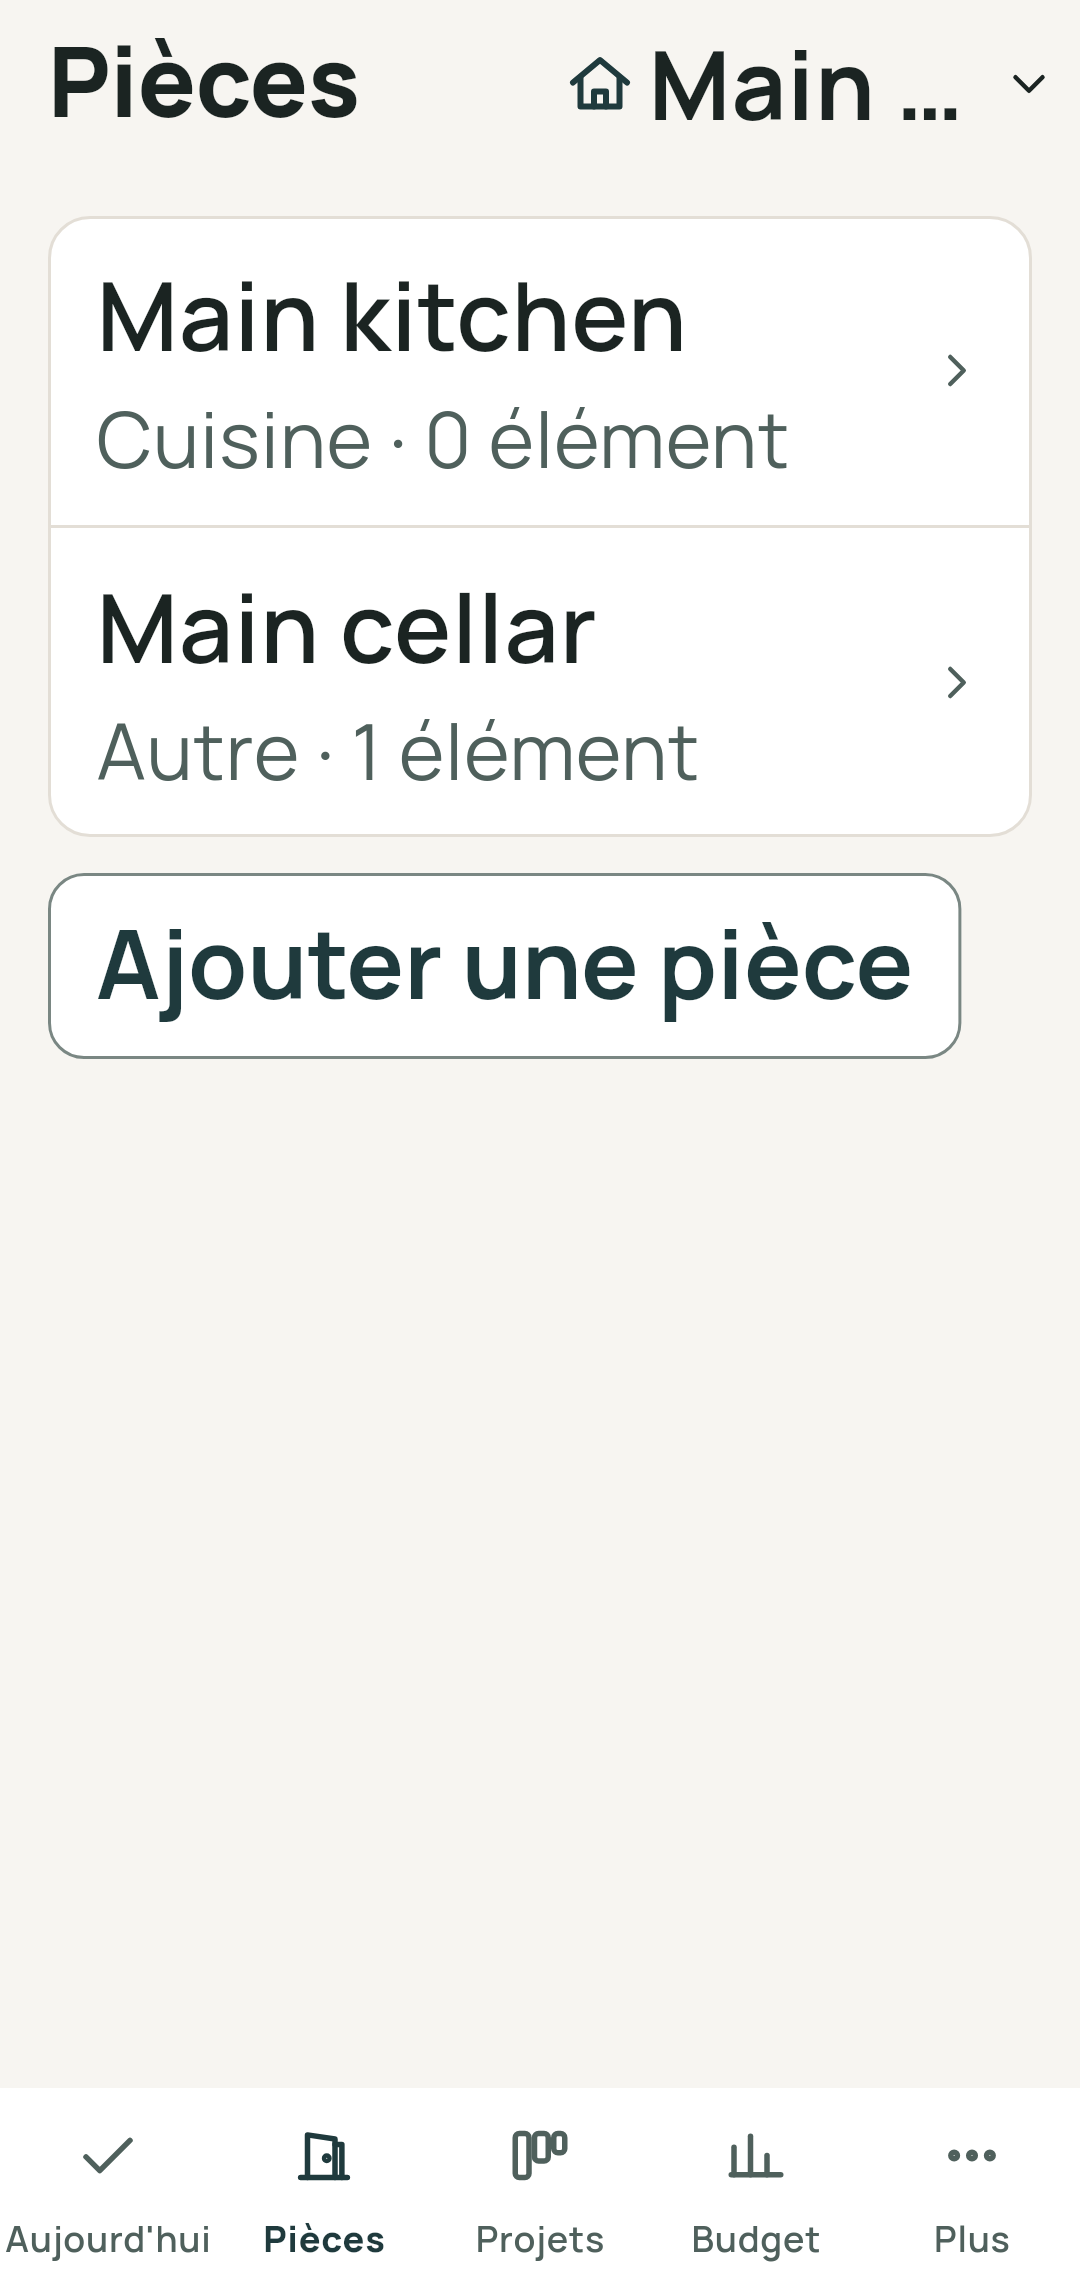 Pièces
Main ...
Main kitchen
Cuisine · 0 élément
Main cellar
Autre · 1 élément
Ajouter une pièce
Aujourd'hui
Pièces
Projets
Budget
Plus